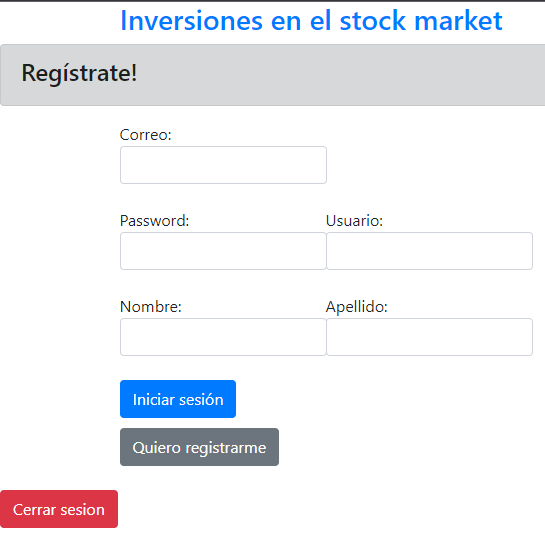 Inversiones en el stock market
Regístrate!
Correo:
Password: Usuario:
Nombre: Apellido:
Iniciar sesión
Quiero registrarme
Cerrar sesion